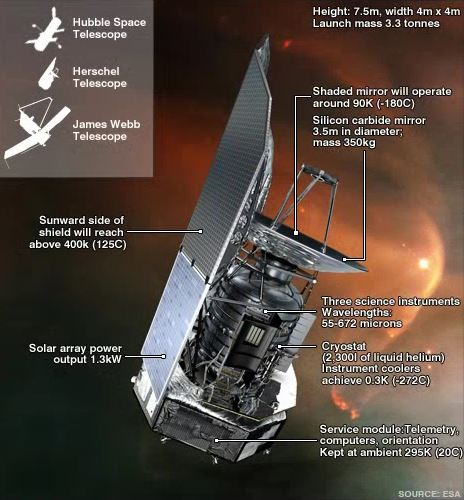 Hubble Space
Telescope
Herschel
Telescope
James Webb
Telescope
Height: 7.5m, width 4m x 4m
Launch mass 3.3 tonnes
Shaded mirror will operate
around 90K (-180C)
Silicon carbide mirror
3.5m in diameter;
mass 350kg
Sunward side of
shield will reach
above 400k (125C)
Three science instruments
Wavelengths:
55-672 microns
Solar array power
output 1.3kW
Cryostat
(2,300l of liquid helium)
Instrument coolers
achieve 0.3K (-272C)
Service module:Telemetry,
computers, orientation
Kept at ambient 295K (20C)
SOURCE: ESA